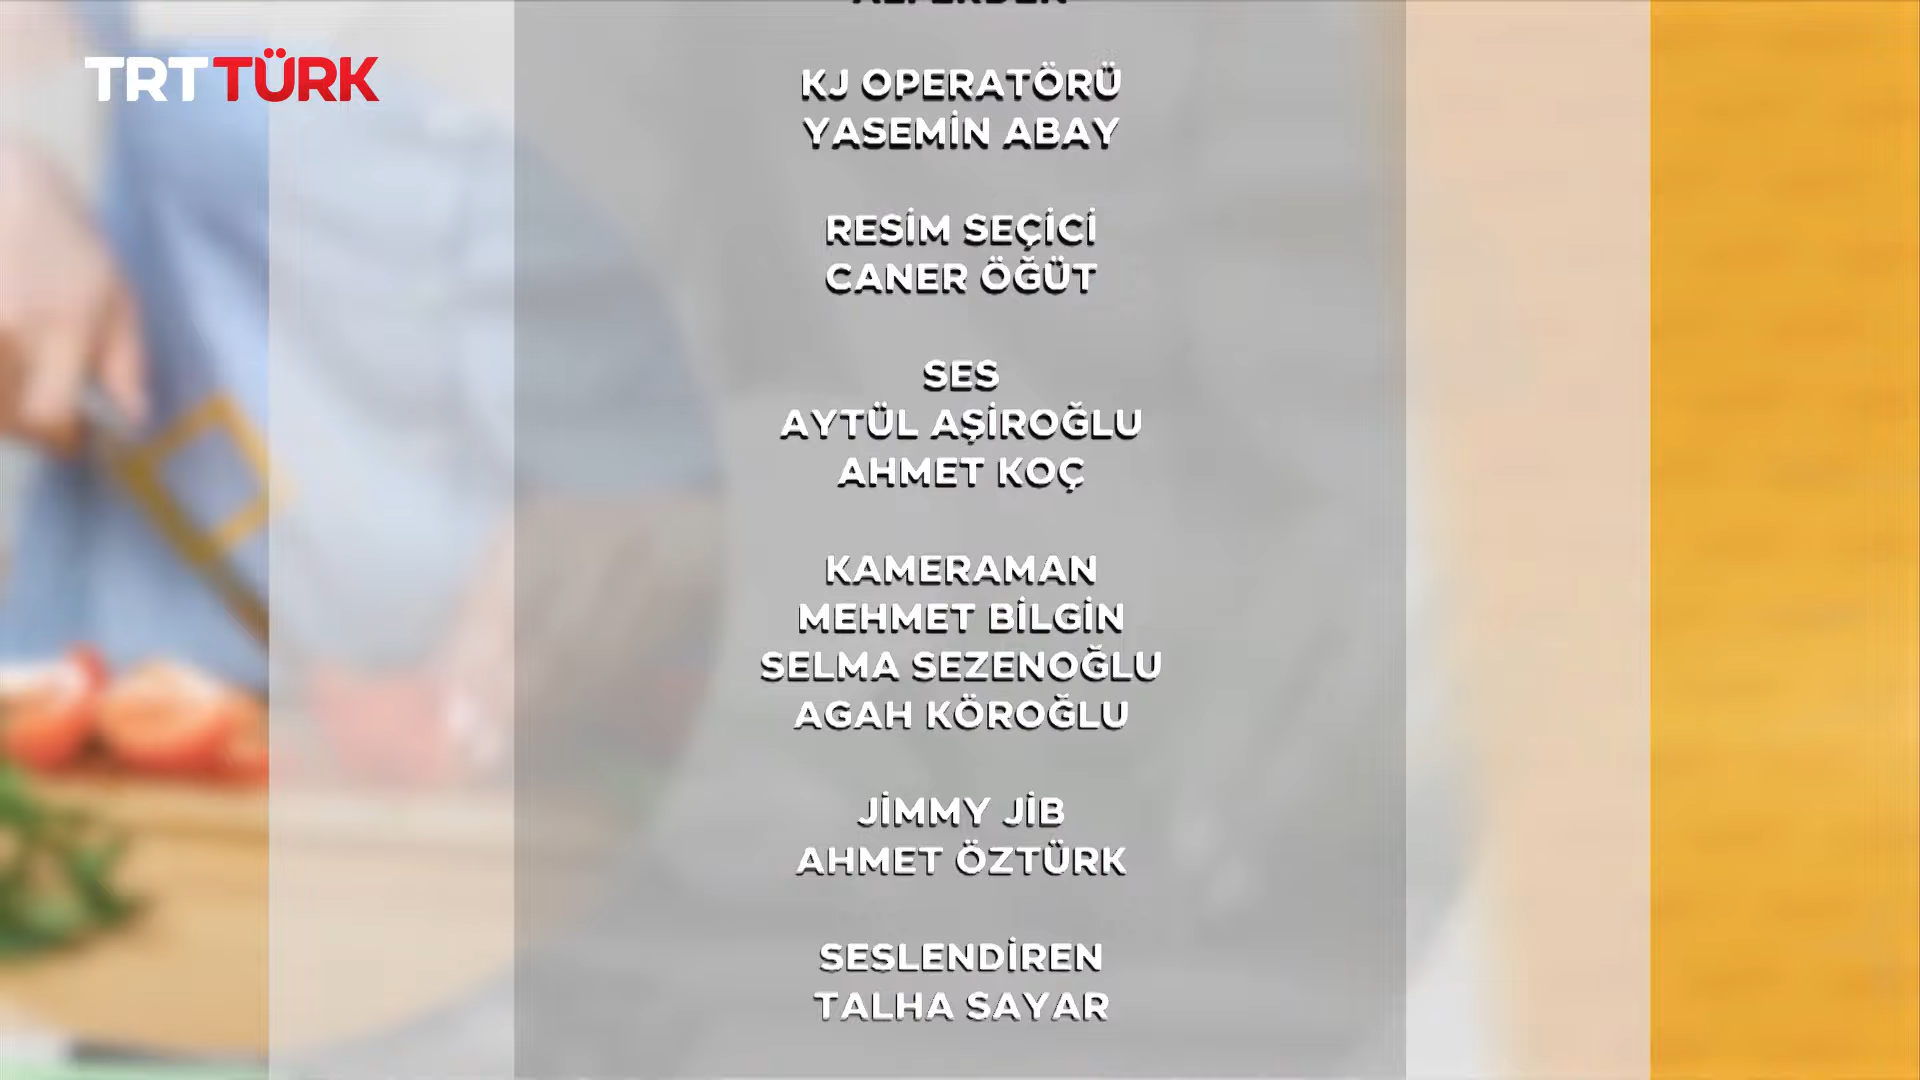 TRT TÜRK
KJ OPERATÖRÜ
YASEMİN ABAY
RESİM SEÇİCİ
CANER ÖĞÜT
SES
AYTÜL AŞİROĞLU
AHMET KOÇ
KAMERAMAN
MEHMET BİLGİN
SELMA SEZENOĞLU
AGAH KÖROĞLU
JİMMY JİB
AHMET ÖZTÜRK
SESLENDİREN
TALHA SAYAR